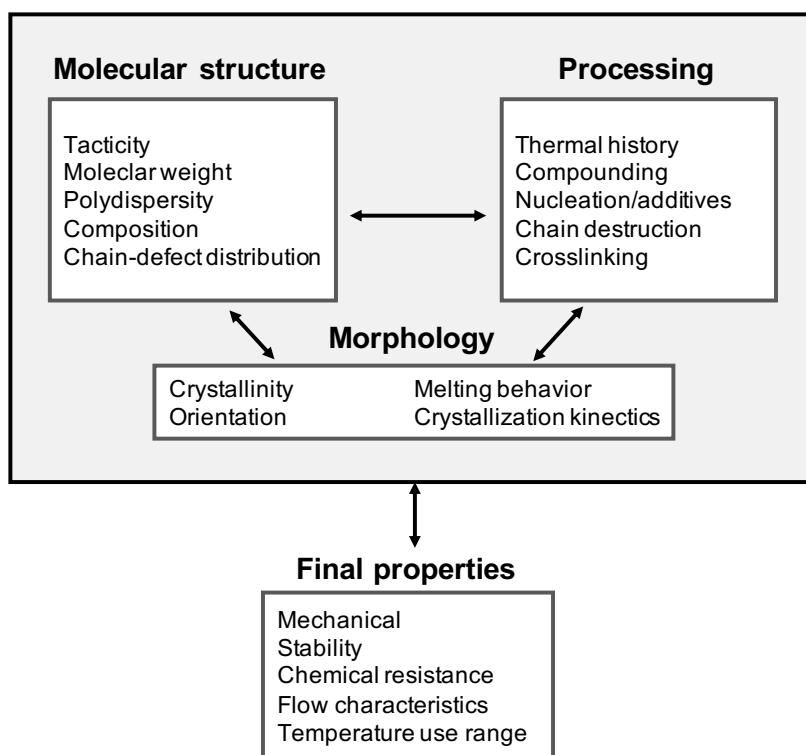 Molecular structure
Tacticity
Moleclar weight
Polydispersity
Composition
Chain-defect distribution
Processing
Thermal history
Compounding
Nucleation/additives
Chain destruction
Crosslinking
Morphology
Crystallinity
Orientation
Melting behavior
Crystallization kinectics
Final properties
Mechanical
Stability
Chemical resistance
Flow characteristics
Temperature use range